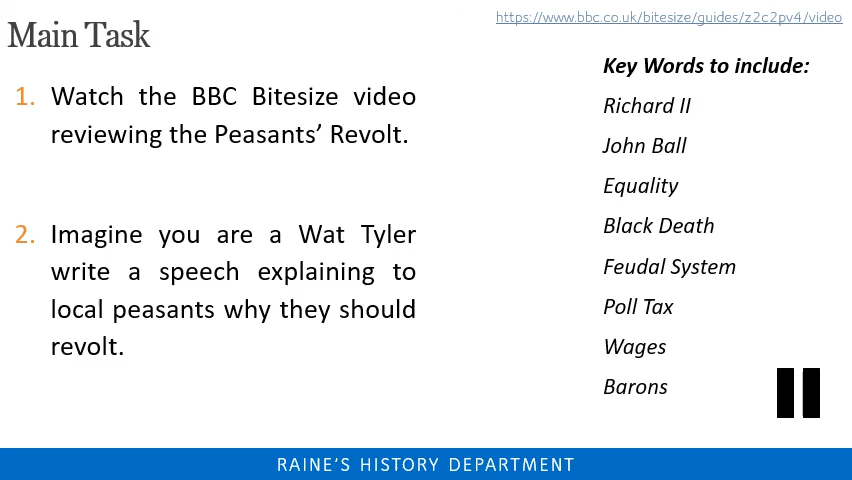 https://www.bbc.co.uk/bitesize/guides/z2c2pv4/video
Main Task
1. Watch the BBC Bitesize video
reviewing the Peasants’ Revolt.
2. Imagine you are a Wat Tyler
write a speech explaining to
local peasants why they should
revolt.
Key Words to include:
Richard II
John Ball
Equality
Black Death
Feudal System
Poll Tax
Wages
Barons
RAINE’S HISTORY DEPARTMENT